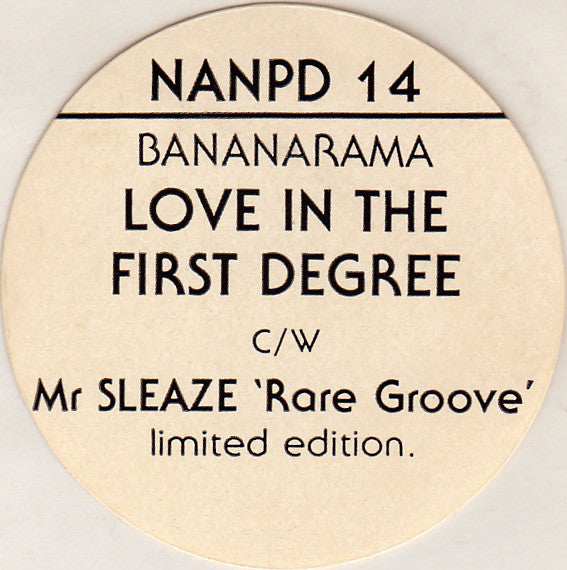 NANPD 14
BANANARAMA
LOVE IN THE
FIRST DEGREE
C/W
Mr SLEAZE 'Rare Groove'
limited edition.